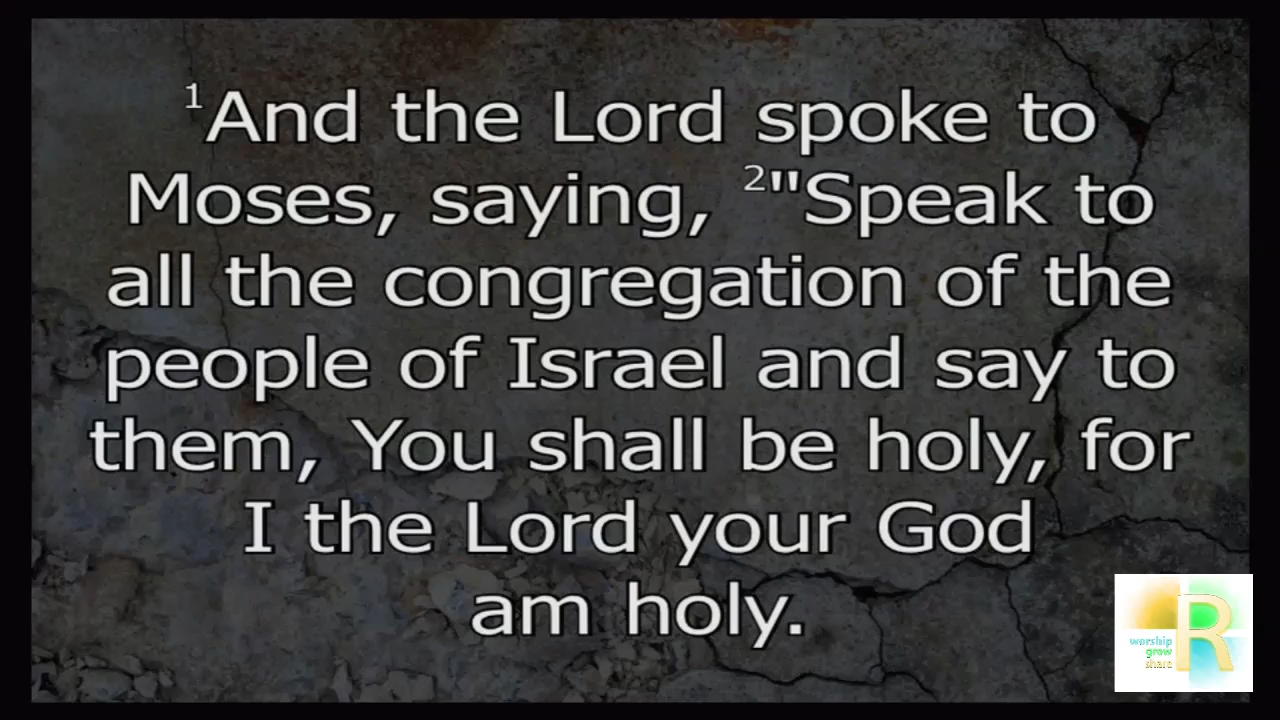 ¹And the Lord spoke to
Moses, saying, ²"Speak to
all the congregation of the
people of Israel and say to
them, You shall be holy, for
I the Lord your God
am holy.
worship
grow
share
R